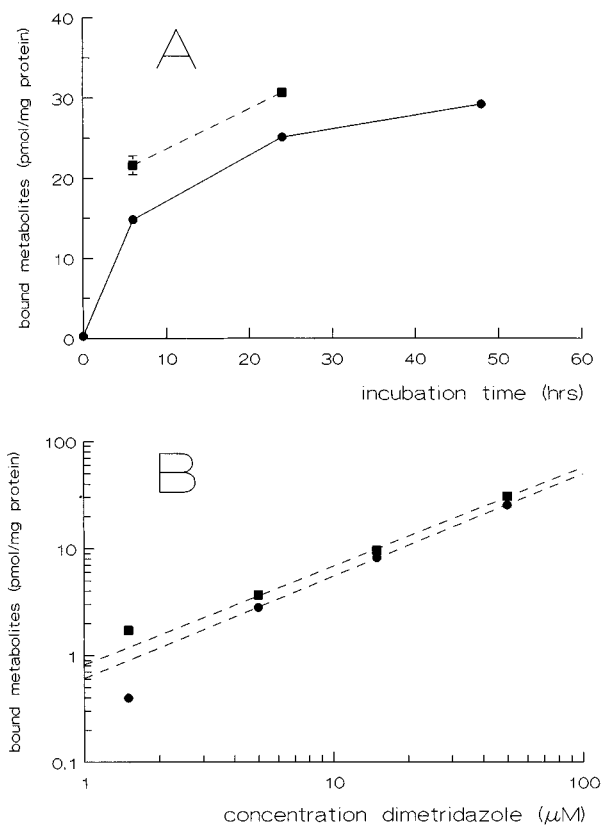 A
bound metabolites (pmol/mg protein)
40
30
20
10
0
0 10 20 30 40 50 60
incubation time (hrs)
B
bound metabolites (pmol/mg protein)
100
10
1
0.1
1 10 100
concentration dimetridazole (μM)